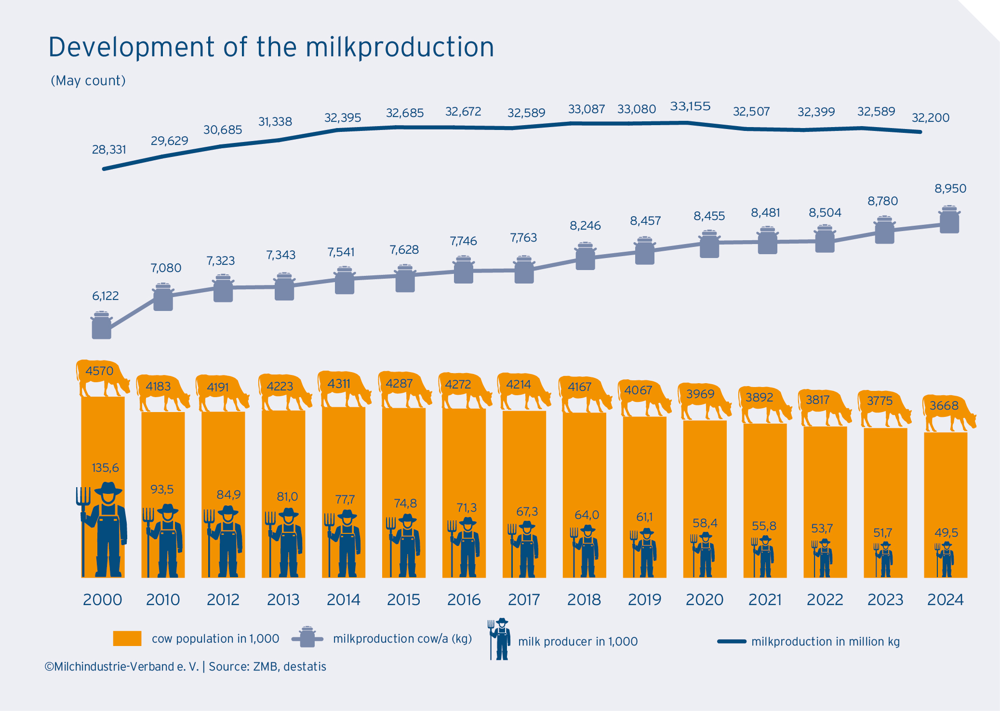 Development of the milkproduction
(May count)
28,331 29,629 30,685 31,338 32,395 32,685 32,672 32,589 33,087 33,080 33,155 32,507 32,399 32,589 32,200
6,122 7,080 7,323 7,343 7,541 7,628 7,746 7,763 8,246 8,457 8,455 8,481 8,504 8,780 8,950
4570 4183 4191 4223 4311 4287 4272 4214 4167 4067 3969 3892 3817 3775 3668
135,6 93,5 84,9 81,0 77,7 74,8 71,3 67,3 64,0 61,1 58,4 55,8 53,7 51,7 49,5
2000 2010 2012 2013 2014 2015 2016 2017 2018 2019 2020 2021 2022 2023 2024
cow population in 1,000 milkproduction cow/a (kg) milk producer in 1,000 milkproduction in million kg
©Milchindustrie-Verband e. V. | Source: ZMB, destatis